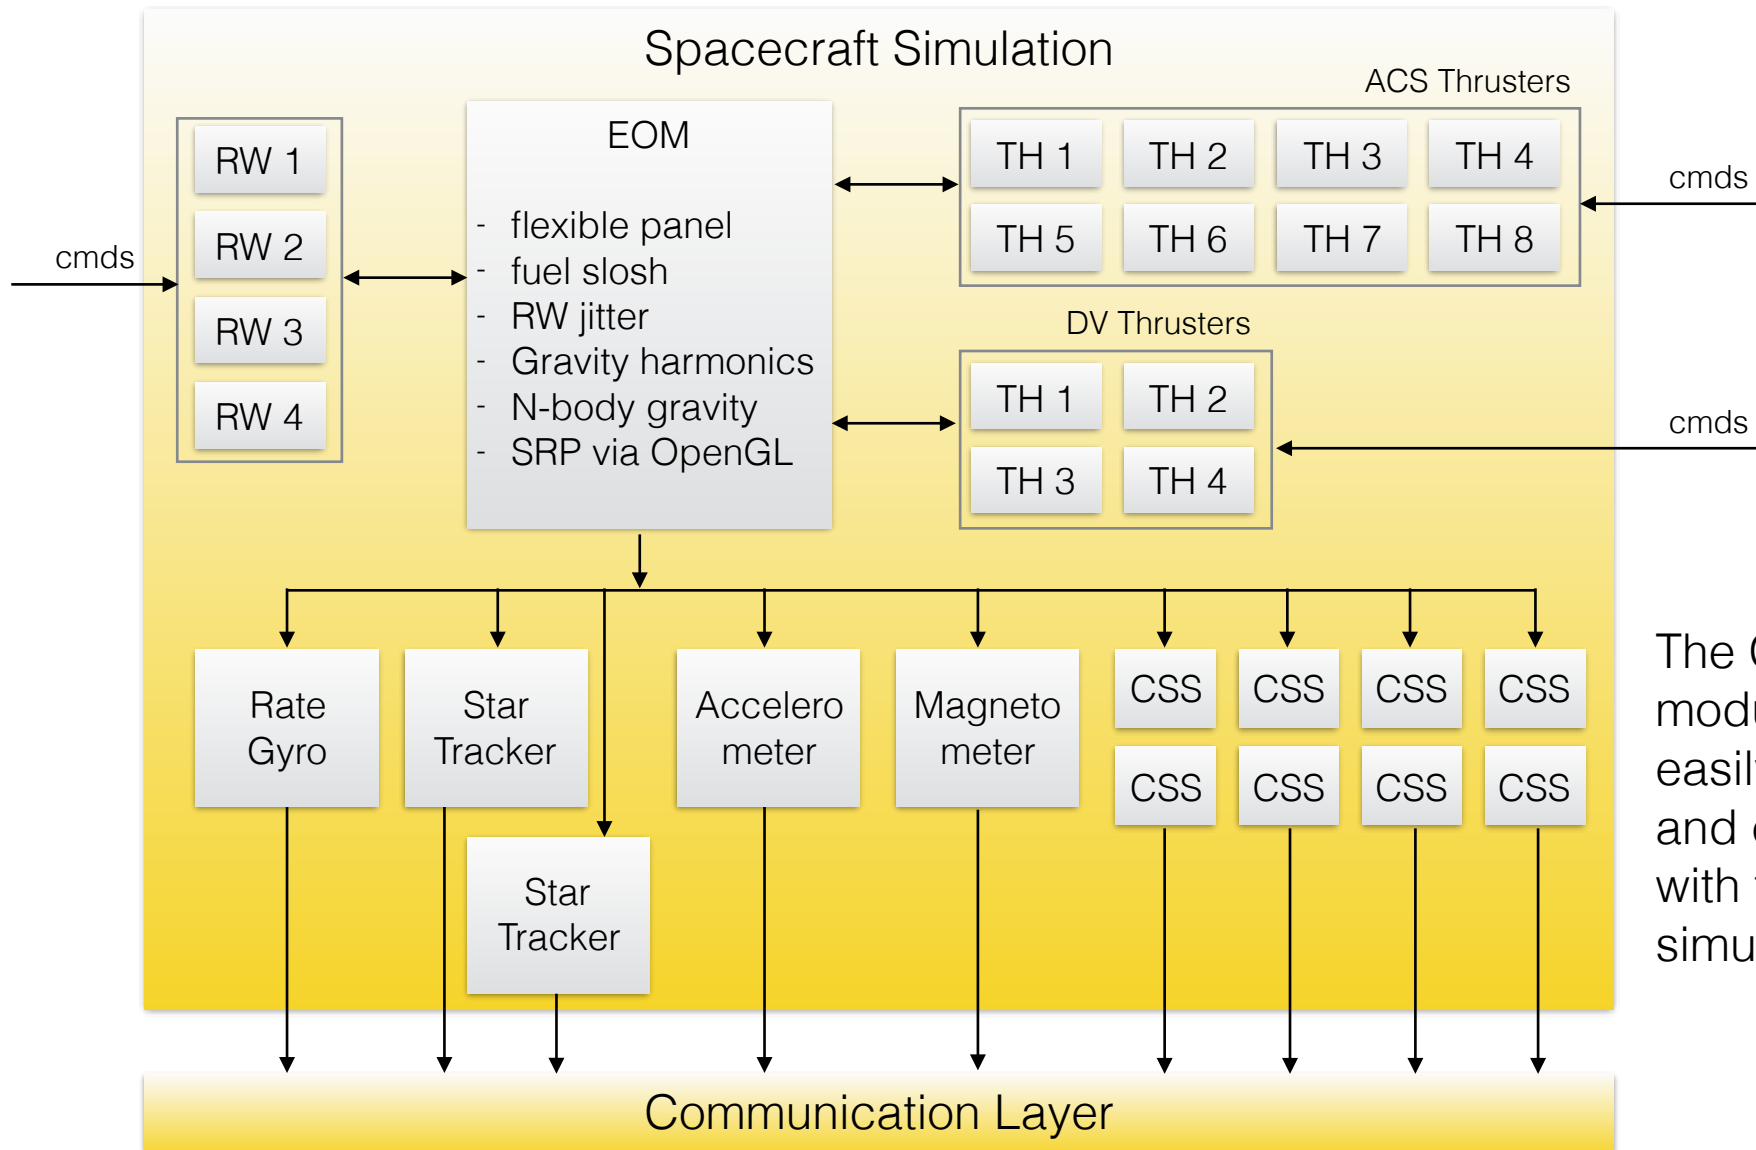 Spacecraft Simulation
ACS Thrusters
cmds
RW 1
RW 2
RW 3
RW 4
EOM
- flexible panel
- fuel slosh
- RW jitter
- Gravity harmonics
- N-body gravity
- SRP via OpenGL
TH 1 TH 2 TH 3 TH 4
TH 5 TH 6 TH 7 TH 8
cmds
DV Thrusters
TH 1 TH 2
TH 3 TH 4
cmds
Rate
Gyro
Star
Tracker
Star
Tracker
Accelero
meter
Magneto
meter
CSS CSS CSS CSS
CSS CSS CSS CSS
The
and
with
Communication Layer